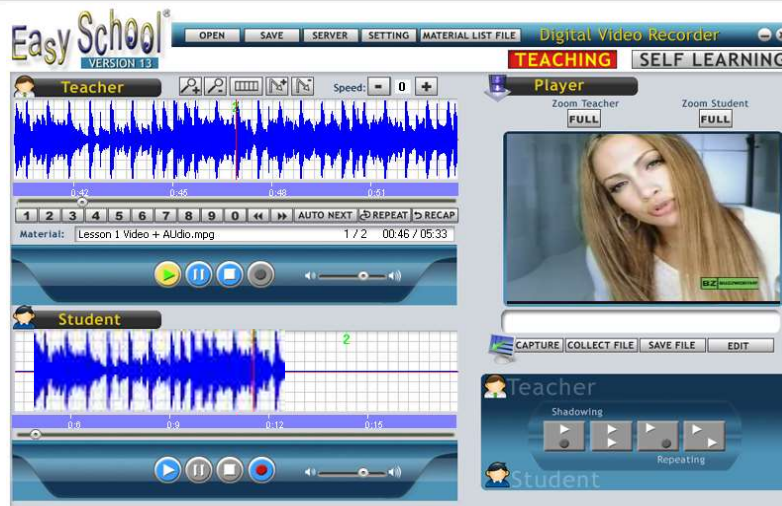 Easy School®
VERSION 13
OPEN SAVE SERVER SETTING MATERIAL LIST FILE Digital Video Recorder
TEACHING SELF LEARNING
Teacher Speed: - 0 +
Player
Zoom Teacher Zoom Student
FULL FULL
2
0:42 0:45 0:48 0:51
1 2 3 4 5 6 7 8 9 0 AUTO NEXT REPEAT RECAP
Material: Lesson 1 Video + AUdio.mpg 1 / 2 00:46 / 05:33
BZ
Student
2
CAPTURE COLLECT FILE SAVE FILE EDIT
0:6 0:9 0:12 0:15
Teacher
Shadowing
Repeating
Student